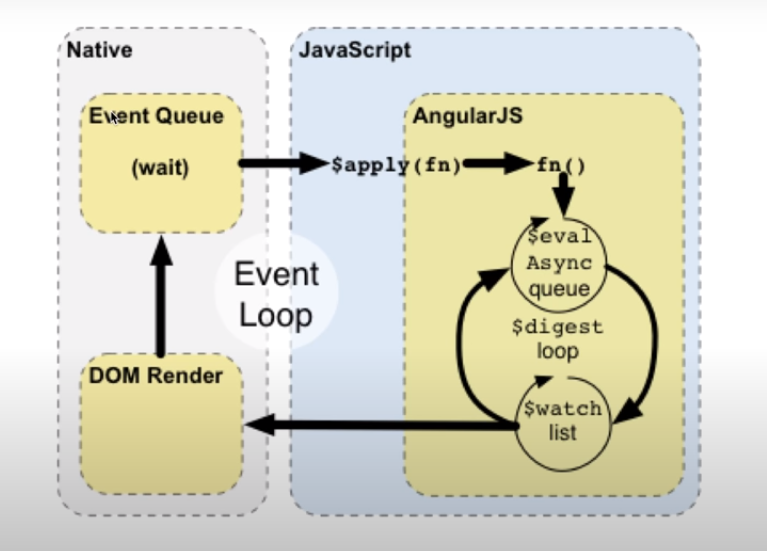 Native
JavaScript
Event Queue
(wait)
AngularJS
$apply(fn)
fn()
$eval
Async
queue
Event
Loop
$digest
loop
DOM Render
$watch
list